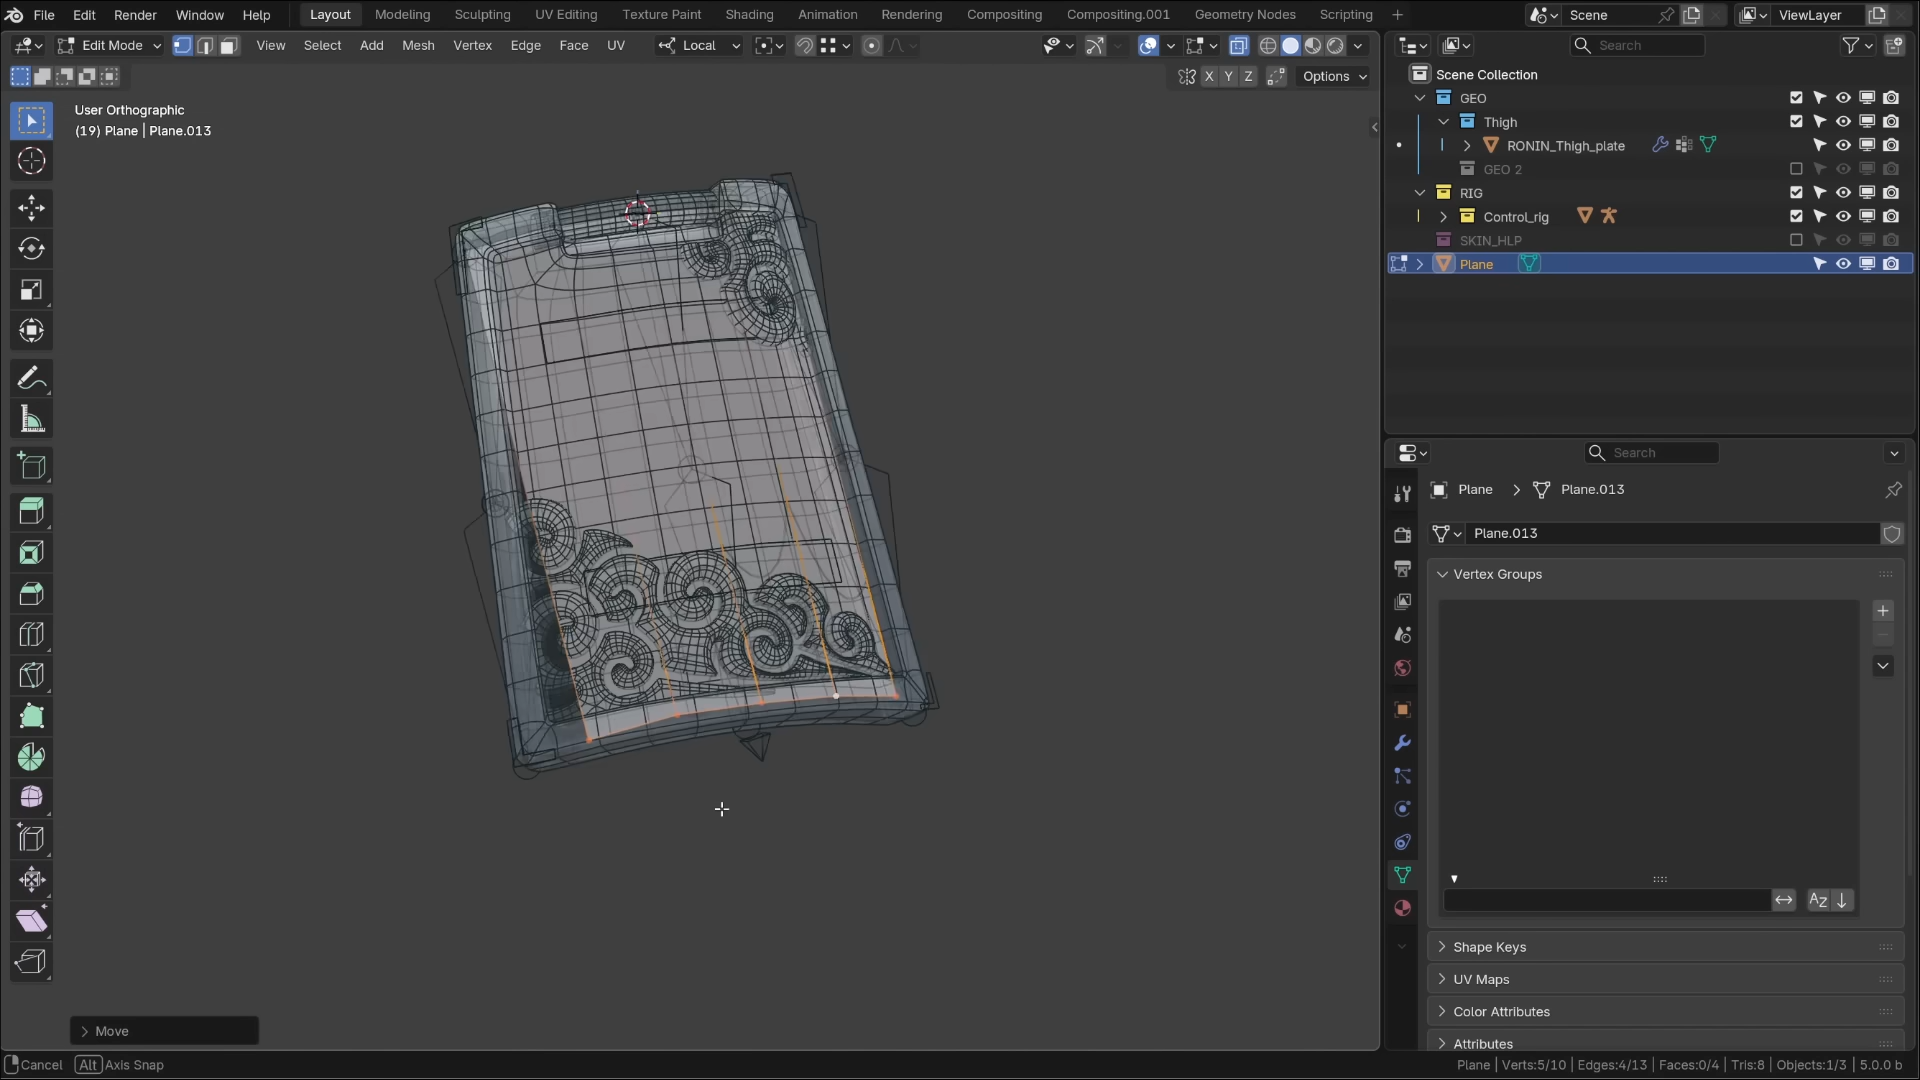 File Edit Render Window Help Layout Modeling Sculpting UV Editing Texture Paint Shading Animation Rendering Compositing Compositing.001 Geometry Nodes Scripting + Scene ViewLayer
Edit Mode View Select Add Mesh Vertex Edge Face UV Local Search
X Y Z Options
User Orthographic
(19) Plane | Plane.013
Scene Collection
GEO
Thigh
RONIN_Thigh_plate
GEO 2
RIG
Control_rig
SKIN_HLP
Plane
Search
Plane > Plane.013
Plane.013
Vertex Groups
Shape Keys
UV Maps
Color Attributes
Attributes
Move
Cancel Alt Axis Snap
Plane | Verts:5/10 | Edges:4/13 | Faces:0/4 | Tris:8 | Objects:1/3 | 5.0.0 b